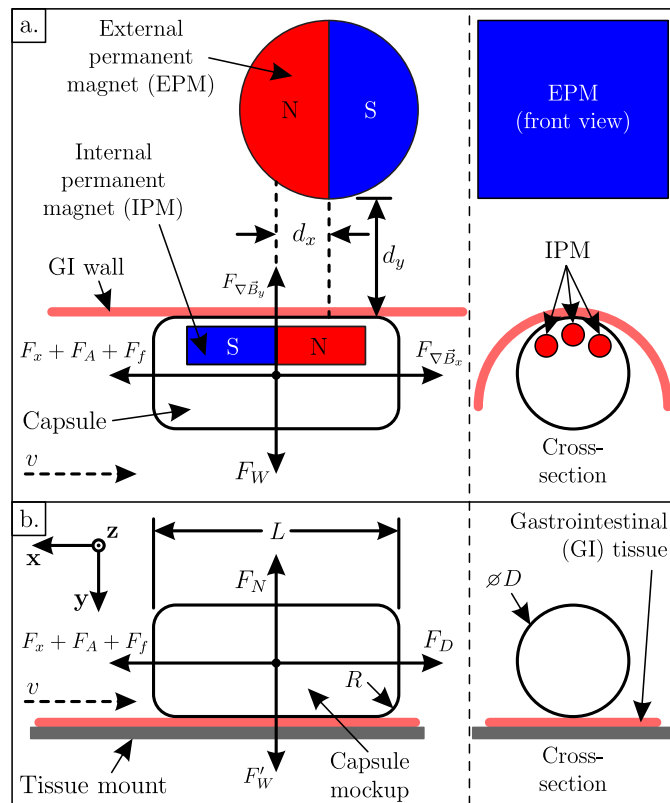 a.
External
permanent
magnet (EPM)
N
S
EPM
(front view)
Internal
permanent
magnet (IPM)
d_x
d_y
GI wall
F_{∇B⃗_y}
IPM
S
N
F_x + F_A + F_f
F_{∇B⃗_x}
Capsule
v
F_W
Cross-
section
b.
z
x
y
L
Gastrointestinal
(GI) tissue
F_N
⌀D
F_x + F_A + F_f
F_D
v
R
Tissue mount
F'_W
Capsule
mockup
Cross-
section